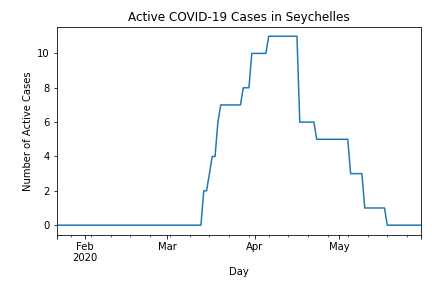 Active COVID-19 Cases in Seychelles
Number of Active Cases
10
8
6
4
2
0
Feb Mar Apr May
2020
Day